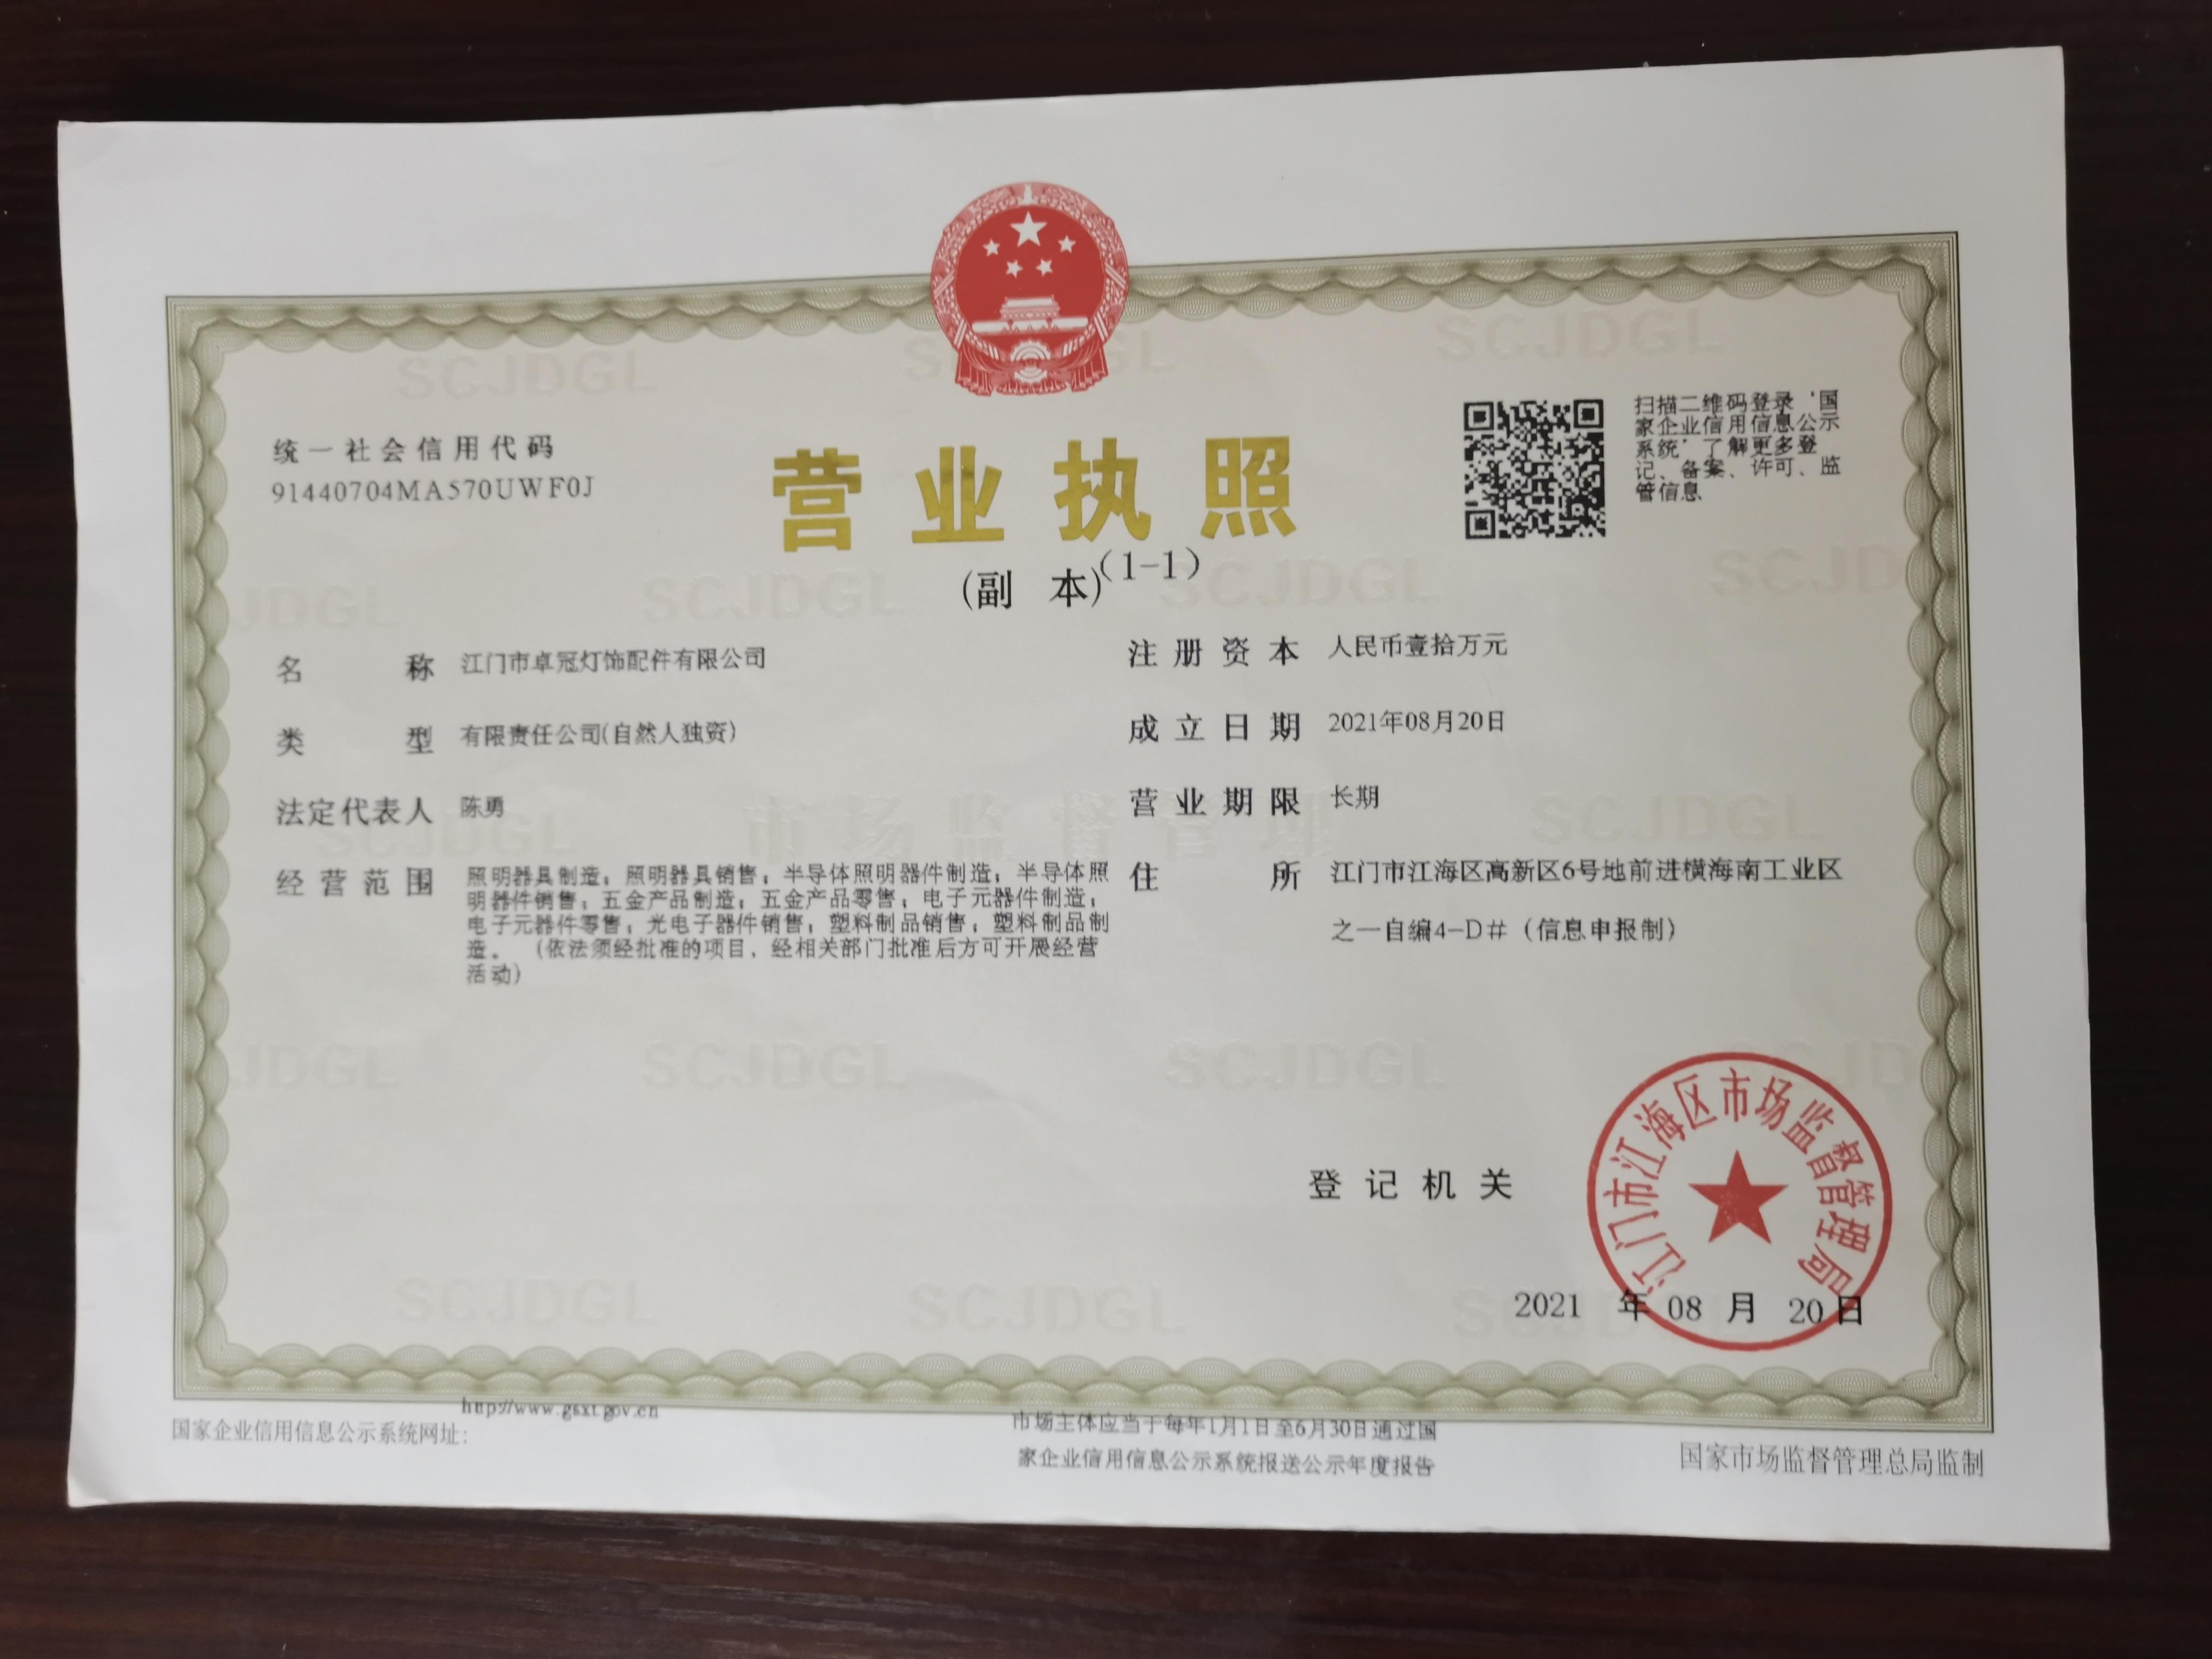 统一社会信用代码
91440704MA570UWF0J
营业执照
(副 本)(1-1)
扫描二维码登录‘国
家企业信用信息公示
系统’了解更多登
记、备案、许可、监
管信息
名 称 江门市卓冠灯饰配件有限公司
类 型 有限责任公司(自然人独资)
法定代表人 陈勇
经营范围 照明器具制造；照明器具销售；半导体照明器件制造；半导体照
明器件销售；五金产品制造；五金产品零售；电子元器件制造；
电子元器件零售；光电子器件销售；塑料制品销售；塑料制品制
造。（依法须经批准的项目，经相关部门批准后方可开展经营
活动）
注册资本 人民币壹拾万元
成立日期 2021年08月20日
营业期限 长期
住 所 江门市江海区高新区6号地前进横海南工业区
之一自编4-D#（信息申报制）
登记机关
江门市江海区市场监督管理局
2021 年 08 月 20 日
国家企业信用信息公示系统网址：
http://www.gsxt.gov.cn
市场主体应当于每年1月1日至6月30日通过国
家企业信用信息公示系统报送公示年度报告
国家市场监督管理总局监制
SCJDGL
市场监督管理